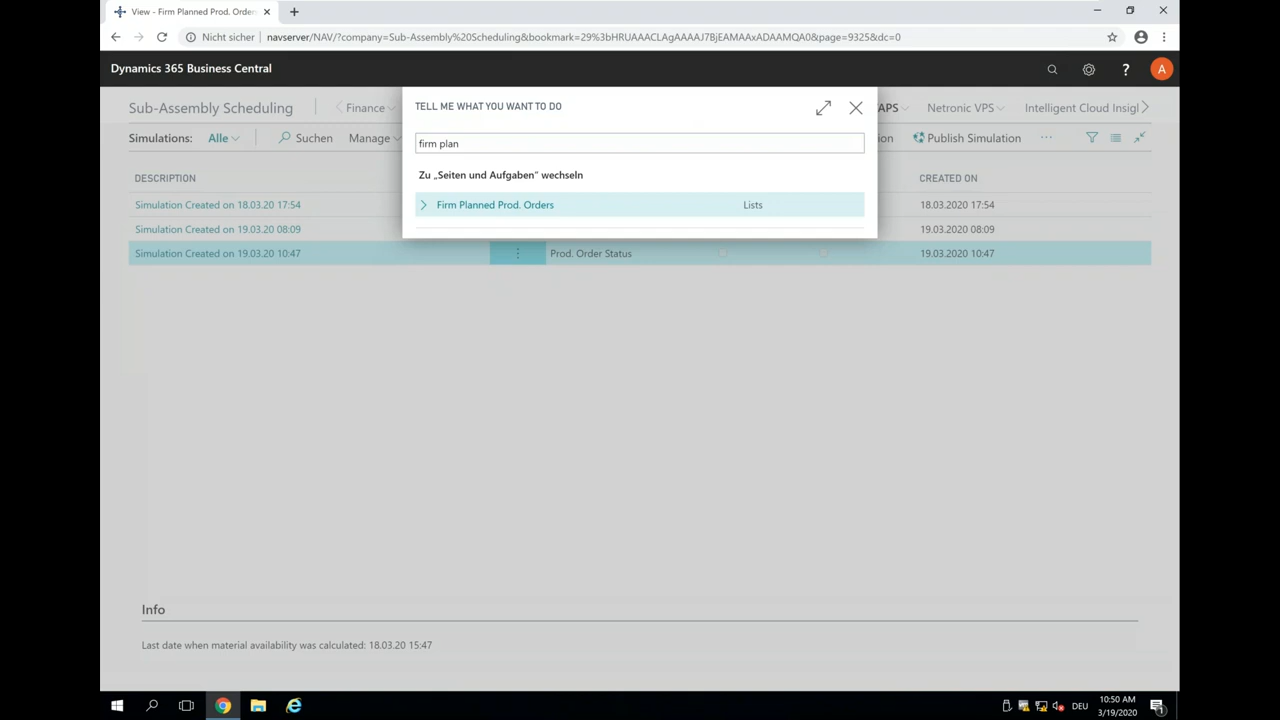 View - Firm Planned Prod. Order
Nicht sicher navserver/NAV/?company=Sub-Assembly%20Scheduling&bookmark=29%3bHRUAAACLAgAAAAJ7BjEAMAAxADAAMQA0&page=9325&dc=0
Dynamics 365 Business Central
? A
Sub-Assembly Scheduling Finance APS Netronic VPS Intelligent Cloud Insigl
Simulations: Alle Suchen Manage ion Publish Simulation ...
TELL ME WHAT YOU WANT TO DO
firm plan
Zu „Seiten und Aufgaben“ wechseln
Firm Planned Prod. Orders Lists
DESCRIPTION CREATED ON
Simulation Created on 18.03.20 17:54 18.03.2020 17:54
Simulation Created on 19.03.20 08:09 19.03.2020 08:09
Simulation Created on 19.03.20 10:47 Prod. Order Status 19.03.2020 10:47
Info
Last date when material availability was calculated: 18.03.20 15:47
DEU 10:50 AM
3/19/2020 1